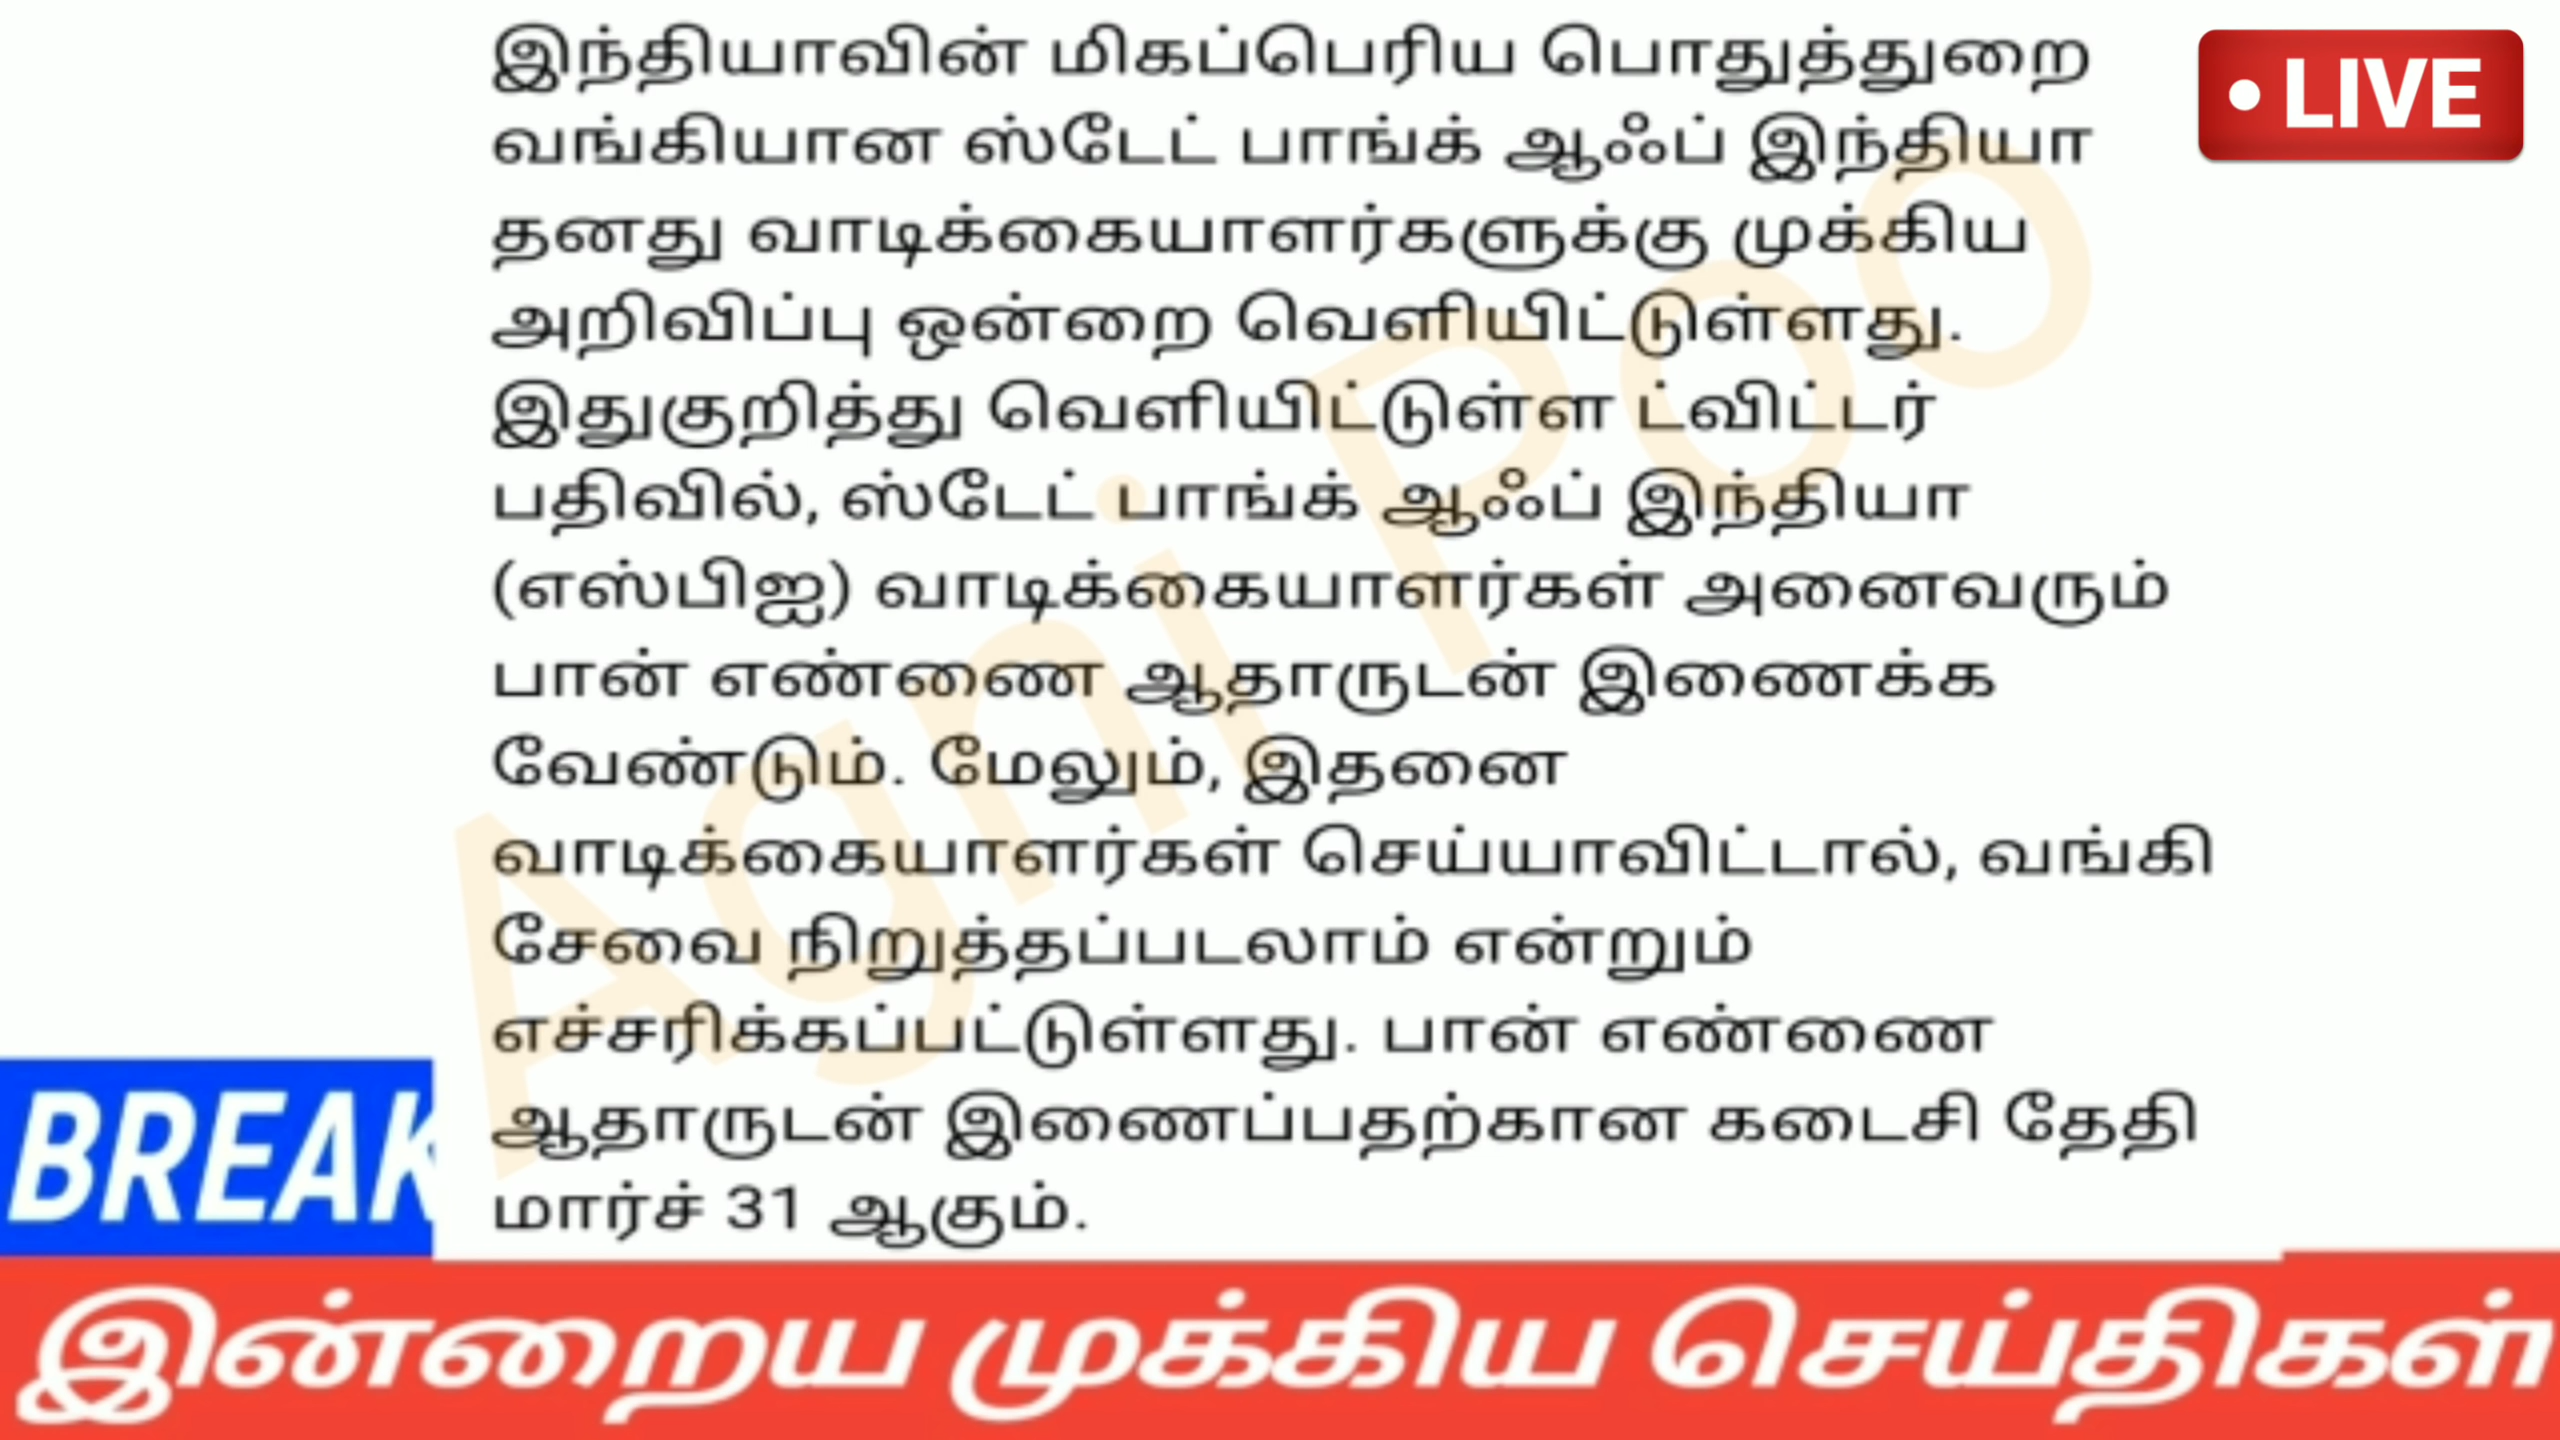 இந்தியாவின் மிகப்பெரிய பொதுத்துறை
• LIVE
வங்கியான ஸ்டேட் பாங்க் ஆஃப் இந்தியா
தனது வாடிக்கையாளர்களுக்கு முக்கிய
அறிவிப்பு ஒன்றை வெளியிட்டுள்ளது.
இதுகுறித்து வெளியிட்டுள்ள ட்விட்டர்
பதிவில், ஸ்டேட் பாங்க் ஆஃப் இந்தியா
(எஸ்பிஐ) வாடிக்கையாளர்கள் அனைவரும்
பான் எண்ணை ஆதாருடன் இணைக்க
வேண்டும். மேலும், இதனை
வாடிக்கையாளர்கள் செய்யாவிட்டால், வங்கி
சேவை நிறுத்தப்படலாம் என்றும்
எச்சரிக்கப்பட்டுள்ளது. பான் எண்ணை
ஆதாருடன் இணைப்பதற்கான கடைசி தேதி
மார்ச் 31 ஆகும்.
Agni Poo
BREAK
இன்றைய முக்கிய செய்திகள்